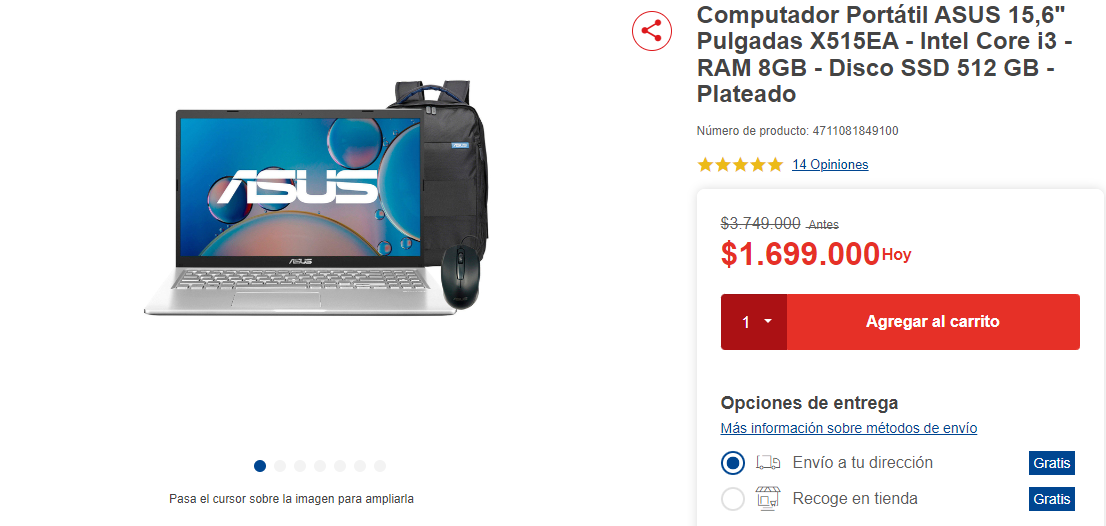 Computador Portátil ASUS 15,6"
Pulgadas X515EA - Intel Core i3 -
RAM 8GB - Disco SSD 512 GB -
Plateado
Número de producto: 4711081849100
14 Opiniones
ASUS
ASUS
ASUS
$3.749.000 Antes
$1.699.000 Hoy
1 Agregar al carrito
Opciones de entrega
Más información sobre métodos de envío
Envío a tu dirección Gratis
Recoge en tienda Gratis
Pasa el cursor sobre la imagen para ampliarla